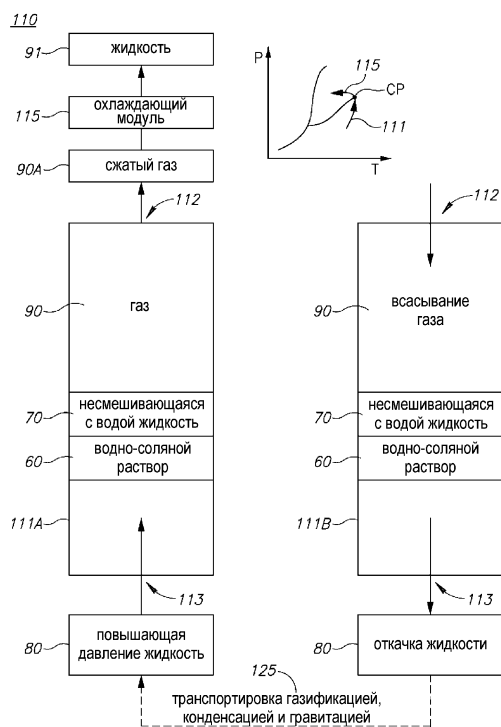 110
91
жидкость
115
охлаждающий
модуль
90A
сжатый газ
112
90
газ
70
несмешивающаяся
с водой жидкость
60
водно-соляной
раствор
111A
113
80
повышающая
давление жидкость
P
115
CP
111
T
112
90
всасывание
газа
70
несмешивающаяся
с водой жидкость
60
водно-соляной
раствор
111B
113
80
откачка жидкости
125
транспортировка газификацией,
конденсацией и гравитацией